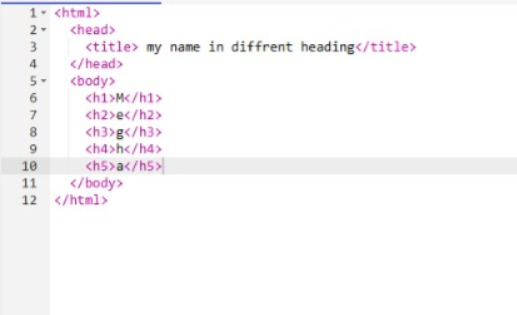 1 <html>
2 <head>
3 <title> my name in diffrent heading</title>
4 </head>
5 <body>
6 <h1>M</h1>
7 <h2>e</h2>
8 <h3>g</h3>
9 <h4>h</h4>
10 <h5>a</h5>
11 </body>
12 </html>